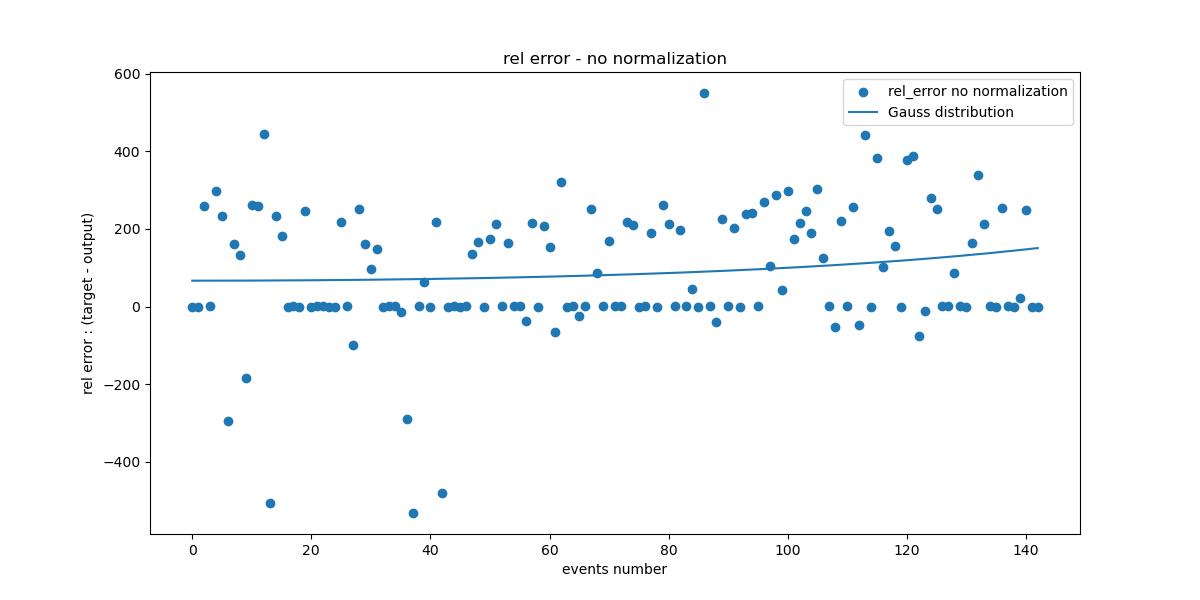 rel error - no normalization
rel_error no normalization
Gauss distribution
600
400
200
0
−200
−400
rel error : (target - output)
0 20 40 60 80 100 120 140
events number